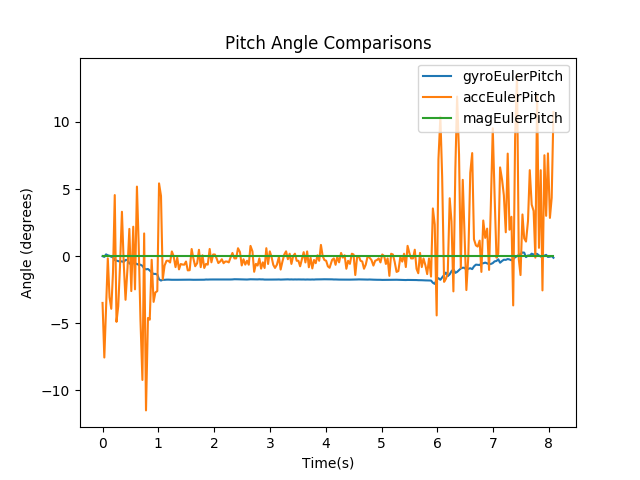 Pitch Angle Comparisons
gyroEulerPitch
accEulerPitch
magEulerPitch
Angle (degrees)
10
5
0
−5
−10
0 1 2 3 4 5 6 7 8
Time(s)